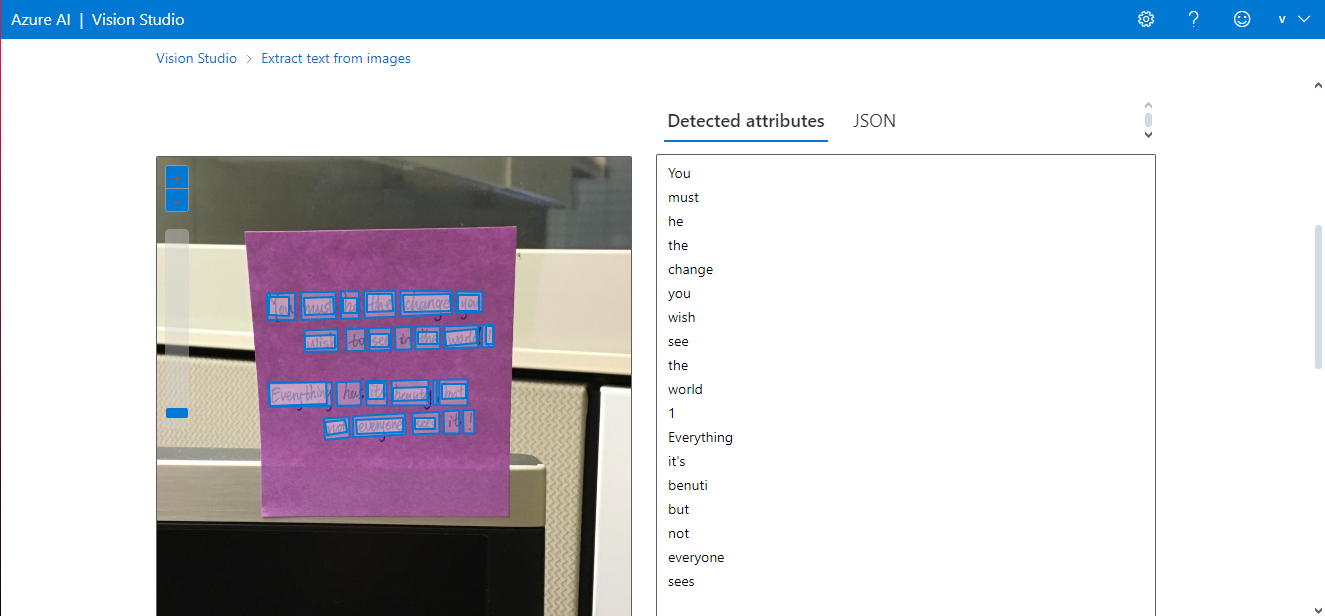 Azure AI | Vision Studio
v
Vision Studio > Extract text from images
Detected attributes
JSON
You must be the change you
wish to see in the world!
Everything has its beauty, but
not everyone sees it!
You
must
he
the
change
you
wish
see
the
world
1
Everything
it's
benuti
but
not
everyone
sees